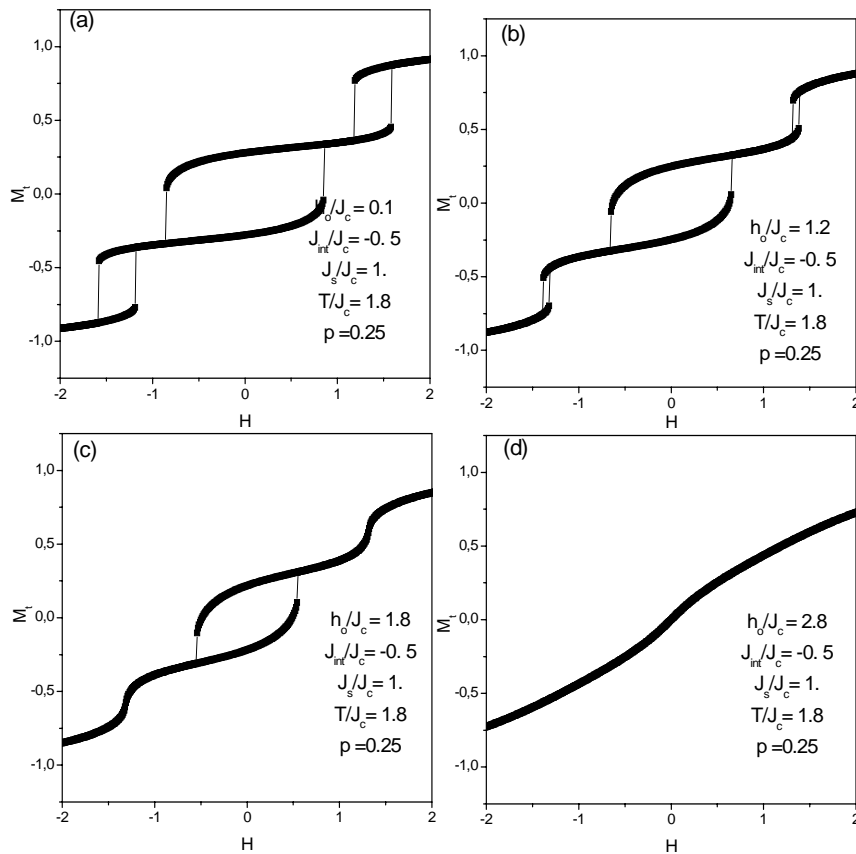 (a)
1,0
0,5
0,0
-0,5
-1,0
M_t
-2
-1
0
1
2
H
h_o/J_c = 0.1
J_int/J_c = -0. 5
J_s/J_c = 1.
T/J_c = 1.8
p =0.25
(b)
1,0
0,5
0,0
-0,5
-1,0
M_t
-2
-1
0
1
2
H
h_o/J_c = 1.2
J_int/J_c = -0. 5
J_s/J_c = 1.
T/J_c = 1.8
p =0.25
(c)
1,0
0,5
0,0
-0,5
-1,0
M_t
-2
-1
0
1
2
H
h_o/J_c = 1.8
J_int/J_c = -0. 5
J_s/J_c = 1.
T/J_c = 1.8
p =0.25
(d)
1,0
0,5
0,0
-0,5
-1,0
M_t
-2
-1
0
1
2
H
h_o/J_c = 2.8
J_int/J_c = -0. 5
J_s/J_c = 1.
T/J_c = 1.8
p =0.25